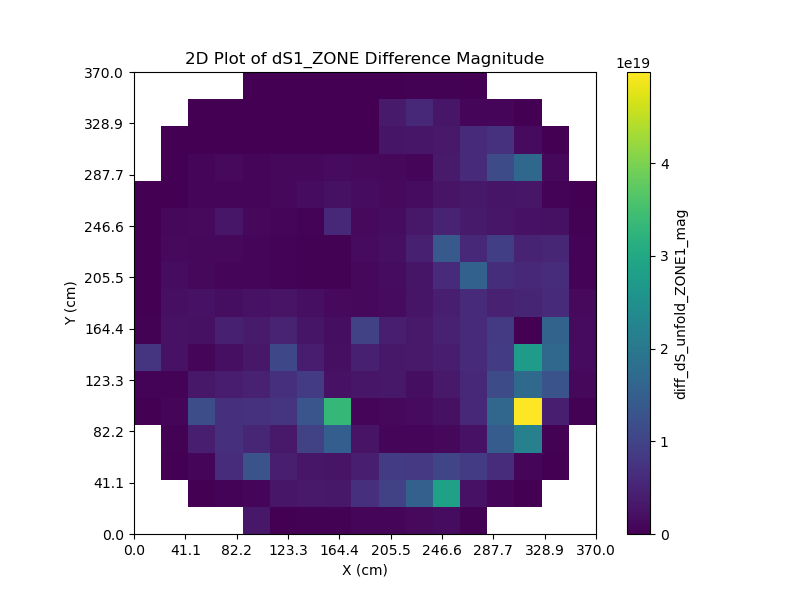 2D Plot of dS1_ZONE Difference Magnitude
1e19
370.0
328.9
287.7
246.6
205.5
164.4
123.3
82.2
41.1
0.0
Y (cm)
0.0 41.1 82.2 123.3 164.4 205.5 246.6 287.7 328.9 370.0
X (cm)
4
3
2
1
0
diff_dS_unfold_ZONE1_mag